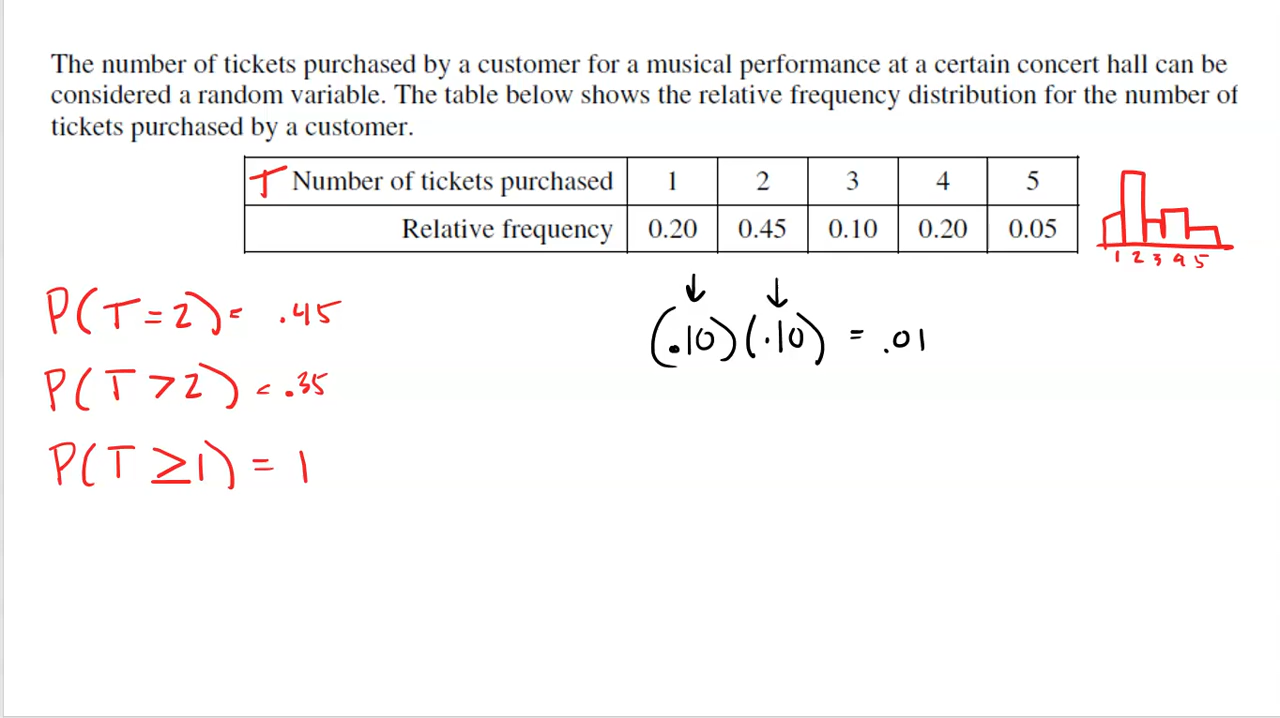 The number of tickets purchased by a customer for a musical performance at a certain concert hall can be
considered a random variable. The table below shows the relative frequency distribution for the number of
tickets purchased by a customer.
T Number of tickets purchased 1 2 3 4 5
Relative frequency 0.20 0.45 0.10 0.20 0.05
1 2 3 4 5
P(T=2)= .45
(.10)(.10) = .01
P(T>2)=.35
P(T≥1)=1